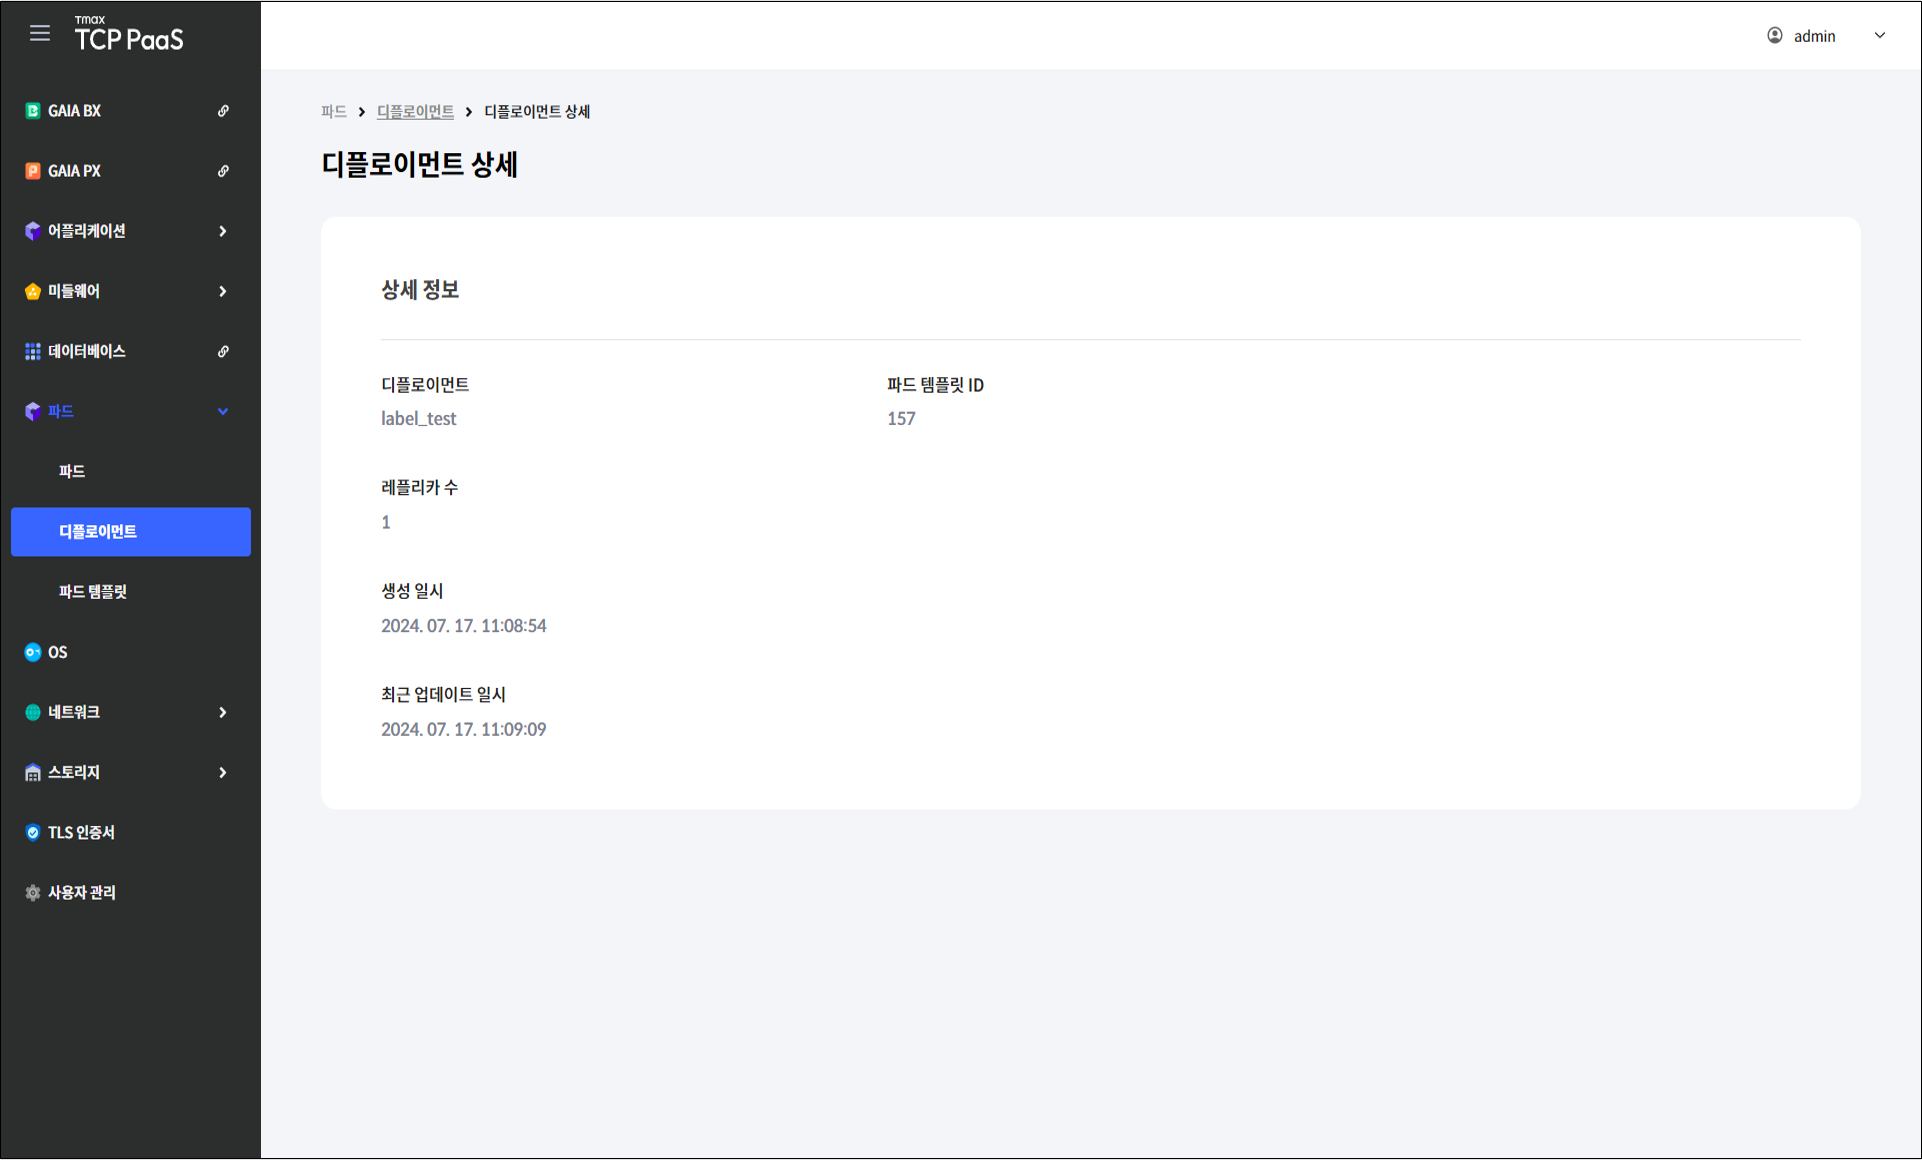 Tmax
TCP PaaS
admin
GAIA BX
GAIA PX
어플리케이션
미들웨어
데이터베이스
파드
파드
디플로이먼트
파드 템플릿
OS
네트워크
스토리지
TLS 인증서
사용자 관리
파드 > 디플로이먼트 > 디플로이먼트 상세
디플로이먼트 상세
상세 정보
디플로이먼트
label_test
파드 템플릿 ID
157
레플리카 수
1
생성 일시
2024. 07. 17. 11:08:54
최근 업데이트 일시
2024. 07. 17. 11:09:09